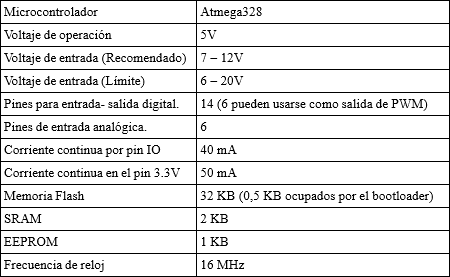 Microcontrolador Atmega328
Voltaje de operación 5V
Voltaje de entrada (Recomendado) 7 – 12V
Voltaje de entrada (Límite) 6 – 20V
Pines para entrada- salida digital. 14 (6 pueden usarse como salida de PWM)
Pines de entrada analógica. 6
Corriente continua por pin IO 40 mA
Corriente continua en el pin 3.3V 50 mA
Memoria Flash 32 KB (0,5 KB ocupados por el bootloader)
SRAM 2 KB
EEPROM 1 KB
Frecuencia de reloj 16 MHz